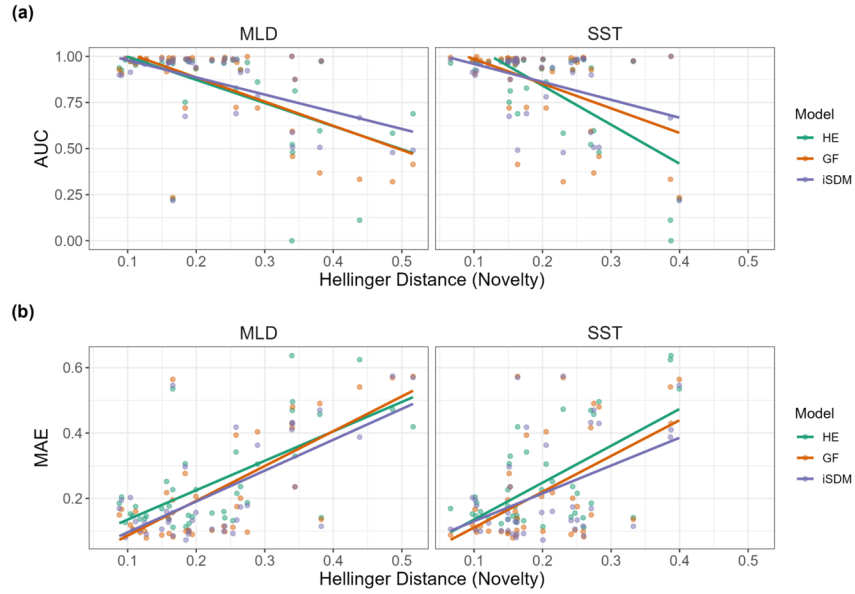 (a)
MLD
SST
AUC
1.00
0.75
0.50
0.25
0.00
0.1 0.2 0.3 0.4 0.5 0.1 0.2 0.3 0.4 0.5
Hellinger Distance (Novelty)
Model
HE
GF
iSDM
(b)
MLD
SST
MAE
0.6
0.4
0.2
0.1 0.2 0.3 0.4 0.5 0.1 0.2 0.3 0.4 0.5
Hellinger Distance (Novelty)
Model
HE
GF
iSDM